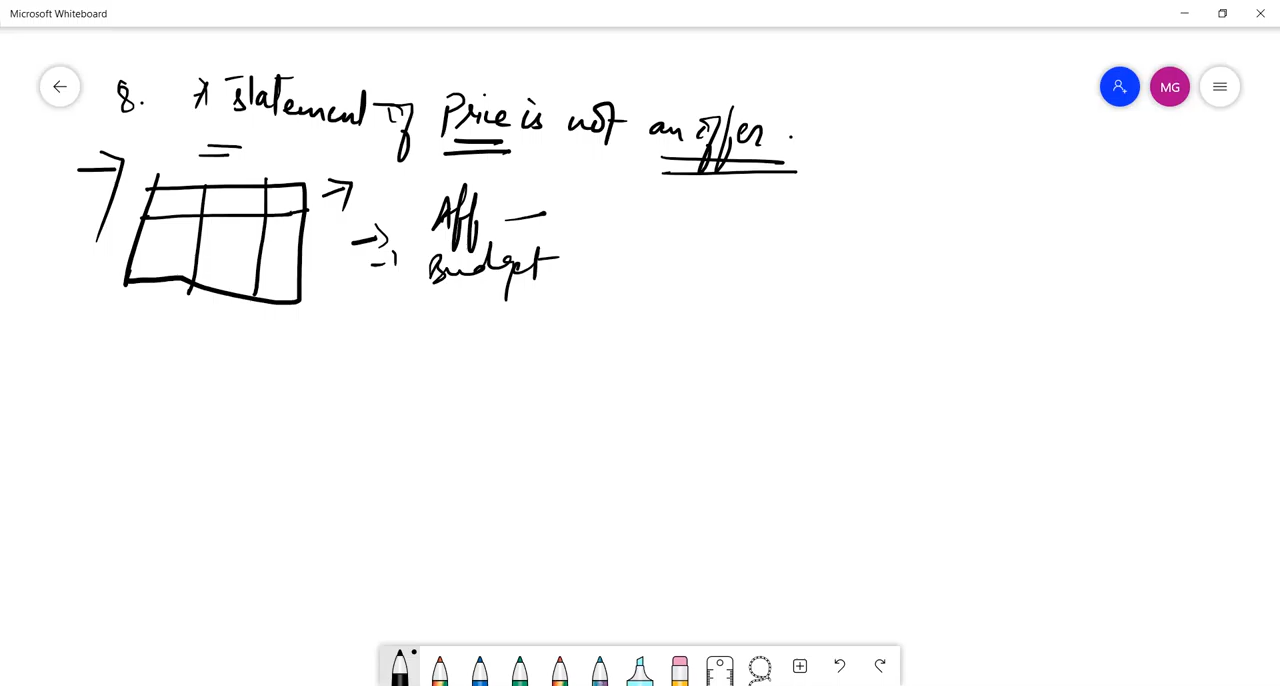 Microsoft Whiteboard
MG
8. A statement of Price is not an offer.
Aff —
Budget